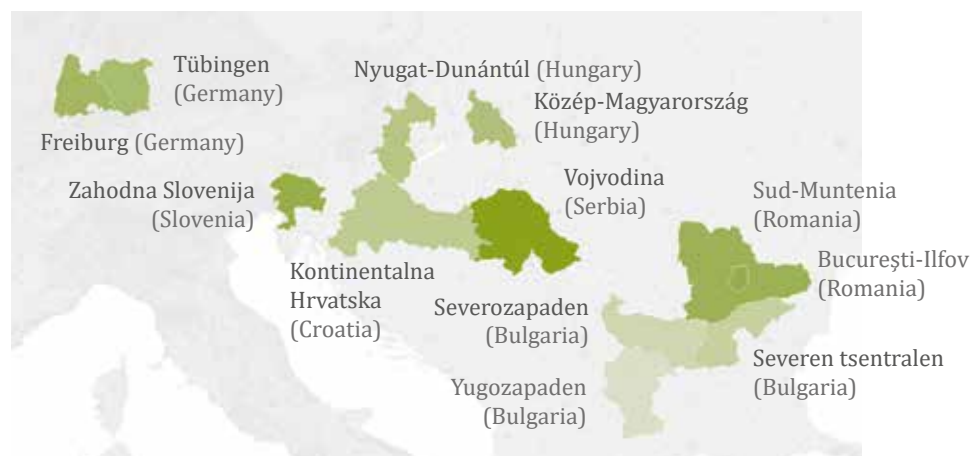 Tübingen
(Germany)
Nyugat-Dunántúl (Hungary)
Közép-Magyarország
(Hungary)
Freiburg (Germany)
Zahodna Slovenija
(Slovenia)
Vojvodina
(Serbia)
Sud-Muntenia
(Romania)
Bucureşti-Ilfov
(Romania)
Kontinentalna
Hrvatska
(Croatia)
Severozapaden
(Bulgaria)
Severen tsentralen
(Bulgaria)
Yugozapaden
(Bulgaria)